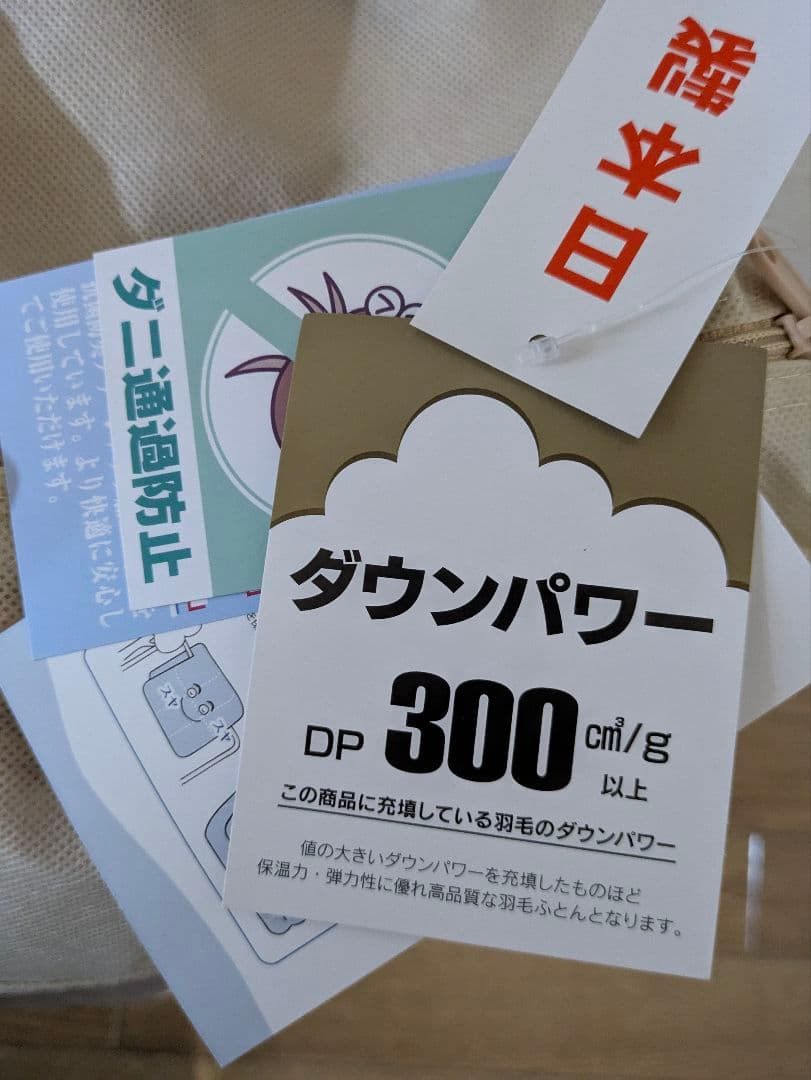 日本製
ダニ通過防止
使用しています。より快適に安心し
てご使用いただけます。
スヤ
スヤ
ダウンパワー
DP 300 cm³/g
以上
この商品に充填している羽毛のダウンパワー
値の大きいダウンパワーを充填したものほど
保温力・弾力性に優れ高品質な羽毛ふとんとなります。